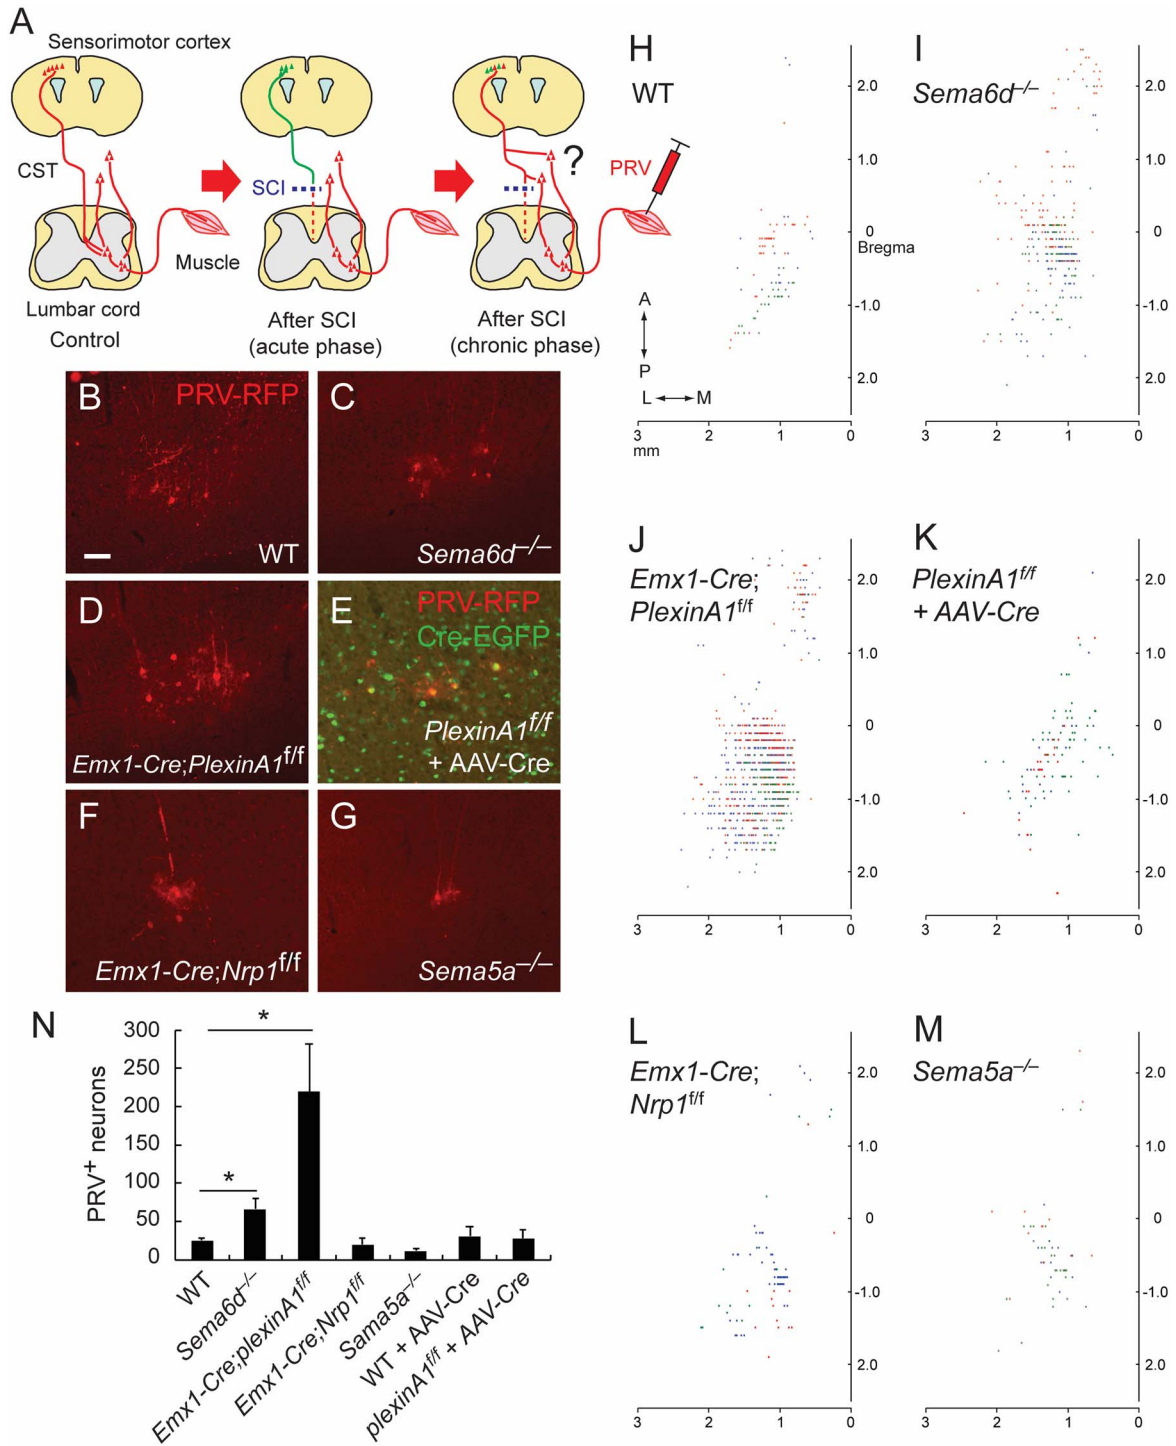 A
Sensorimotor cortex
CST
SCI
?
PRV
Muscle
Lumbar cord
Control
After SCI
(acute phase)
After SCI
(chronic phase)
B
PRV-RFP
WT
C
Sema6d–/–
D
Emx1-Cre;PlexinA1f/f
E
PRV-RFP
Cre-EGFP
PlexinA1f/f
+ AAV-Cre
F
Emx1-Cre;Nrp1f/f
G
Sema5a–/–
H
WT
2.0
1.0
0
Bregma
-1.0
2.0
A
P
L M
3 2 1 0
mm
I
Sema6d–/–
2.0
1.0
0
-1.0
2.0
3 2 1 0
J
Emx1-Cre;
PlexinA1f/f
2.0
1.0
0
-1.0
2.0
3 2 1 0
K
PlexinA1f/f
+ AAV-Cre
2.0
1.0
0
-1.0
2.0
3 2 1 0
L
Emx1-Cre;
Nrp1f/f
2.0
1.0
0
-1.0
2.0
3 2 1 0
M
Sema5a–/–
2.0
1.0
0
-1.0
2.0
3 2 1 0
N
PRV+ neurons
300
250
200
150
100
50
0
*
*
WT
Sema6d–/–
Emx1-Cre;plexinA1f/f
Emx1-Cre;Nrp1f/f
Sama5a–/–
WT + AAV-Cre
plexinA1f/f + AAV-Cre